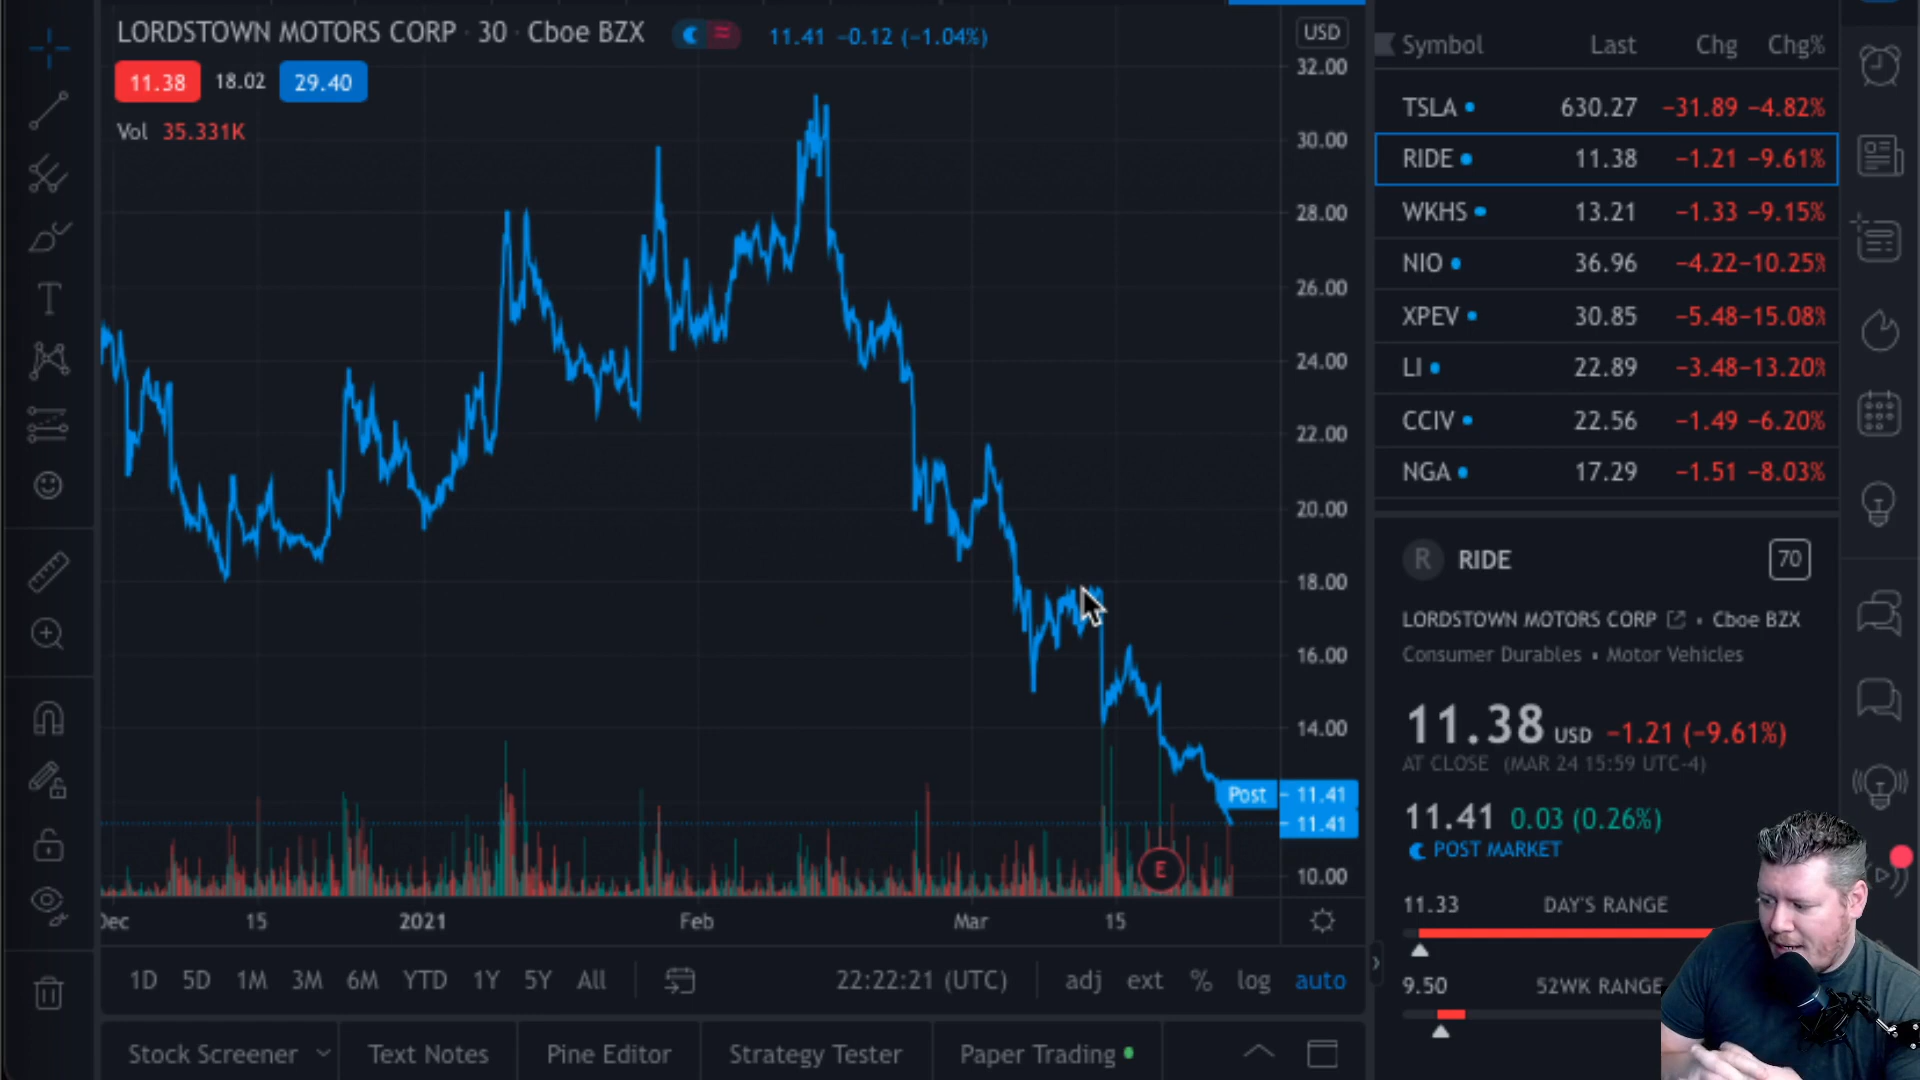 LORDSTOWN MOTORS CORP · 30 · Cboe BZX
11.41 −0.12 (−1.04%)
11.38 18.02 29.40
Vol 35.331K
USD
32.00
30.00
28.00
26.00
24.00
22.00
20.00
18.00
16.00
14.00
Post 11.41
11.41
10.00
E
Dec 15 2021 Feb Mar 15
1D 5D 1M 3M 6M YTD 1Y 5Y All 22:22:21 (UTC) adj ext % log auto
Stock Screener Text Notes Pine Editor Strategy Tester Paper Trading
Symbol Last Chg Chg%
TSLA 630.27 −31.89 −4.82%
RIDE 11.38 −1.21 −9.61%
WKHS 13.21 −1.33 −9.15%
NIO 36.96 −4.22 −10.25%
XPEV 30.85 −5.48 −15.08%
LI 22.89 −3.48 −13.20%
CCIV 22.56 −1.49 −6.20%
NGA 17.29 −1.51 −8.03%
R RIDE 70
LORDSTOWN MOTORS CORP • Cboe BZX
Consumer Durables • Motor Vehicles
11.38 USD −1.21 (−9.61%)
AT CLOSE (MAR 24 15:59 UTC-4)
11.41 0.03 (0.26%)
POST MARKET
11.33 DAY'S RANGE
9.50 52WK RANGE